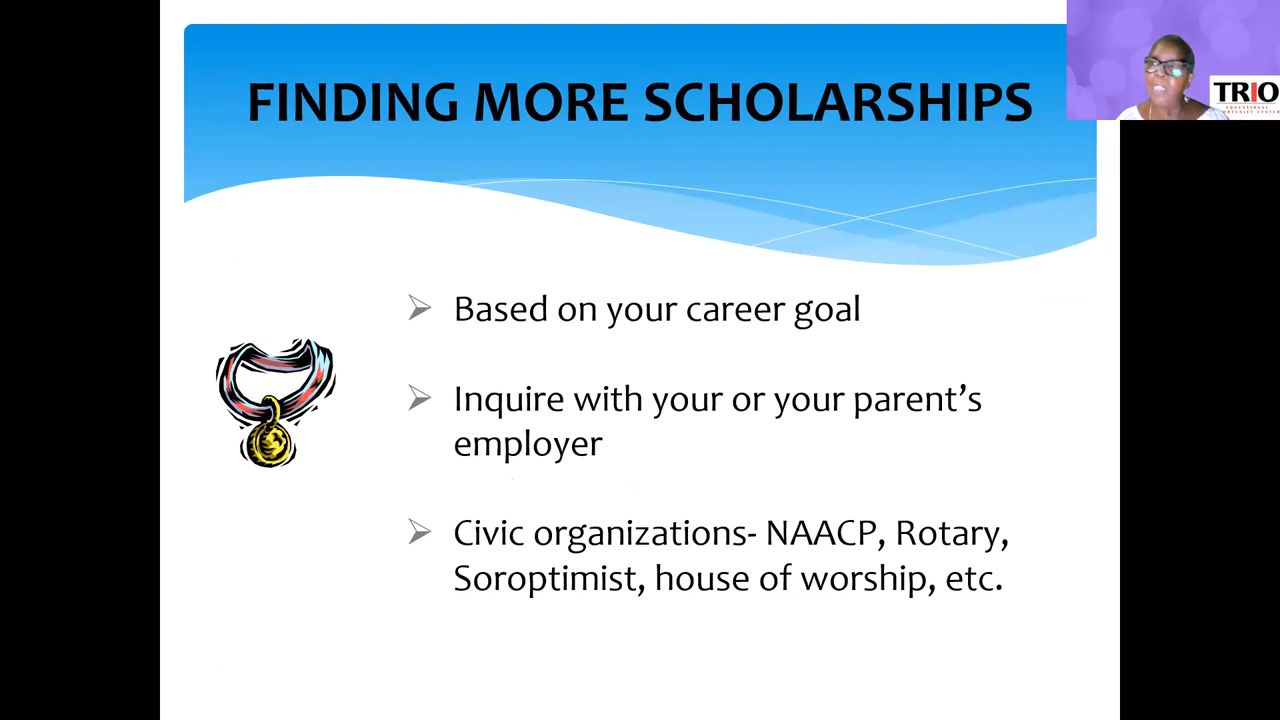 FINDING MORE SCHOLARSHIPS
TRIO
EDUCATIONAL
Based on your career goal
Inquire with your or your parent's
employer
Civic organizations- NAACP, Rotary,
Soroptimist, house of worship, etc.